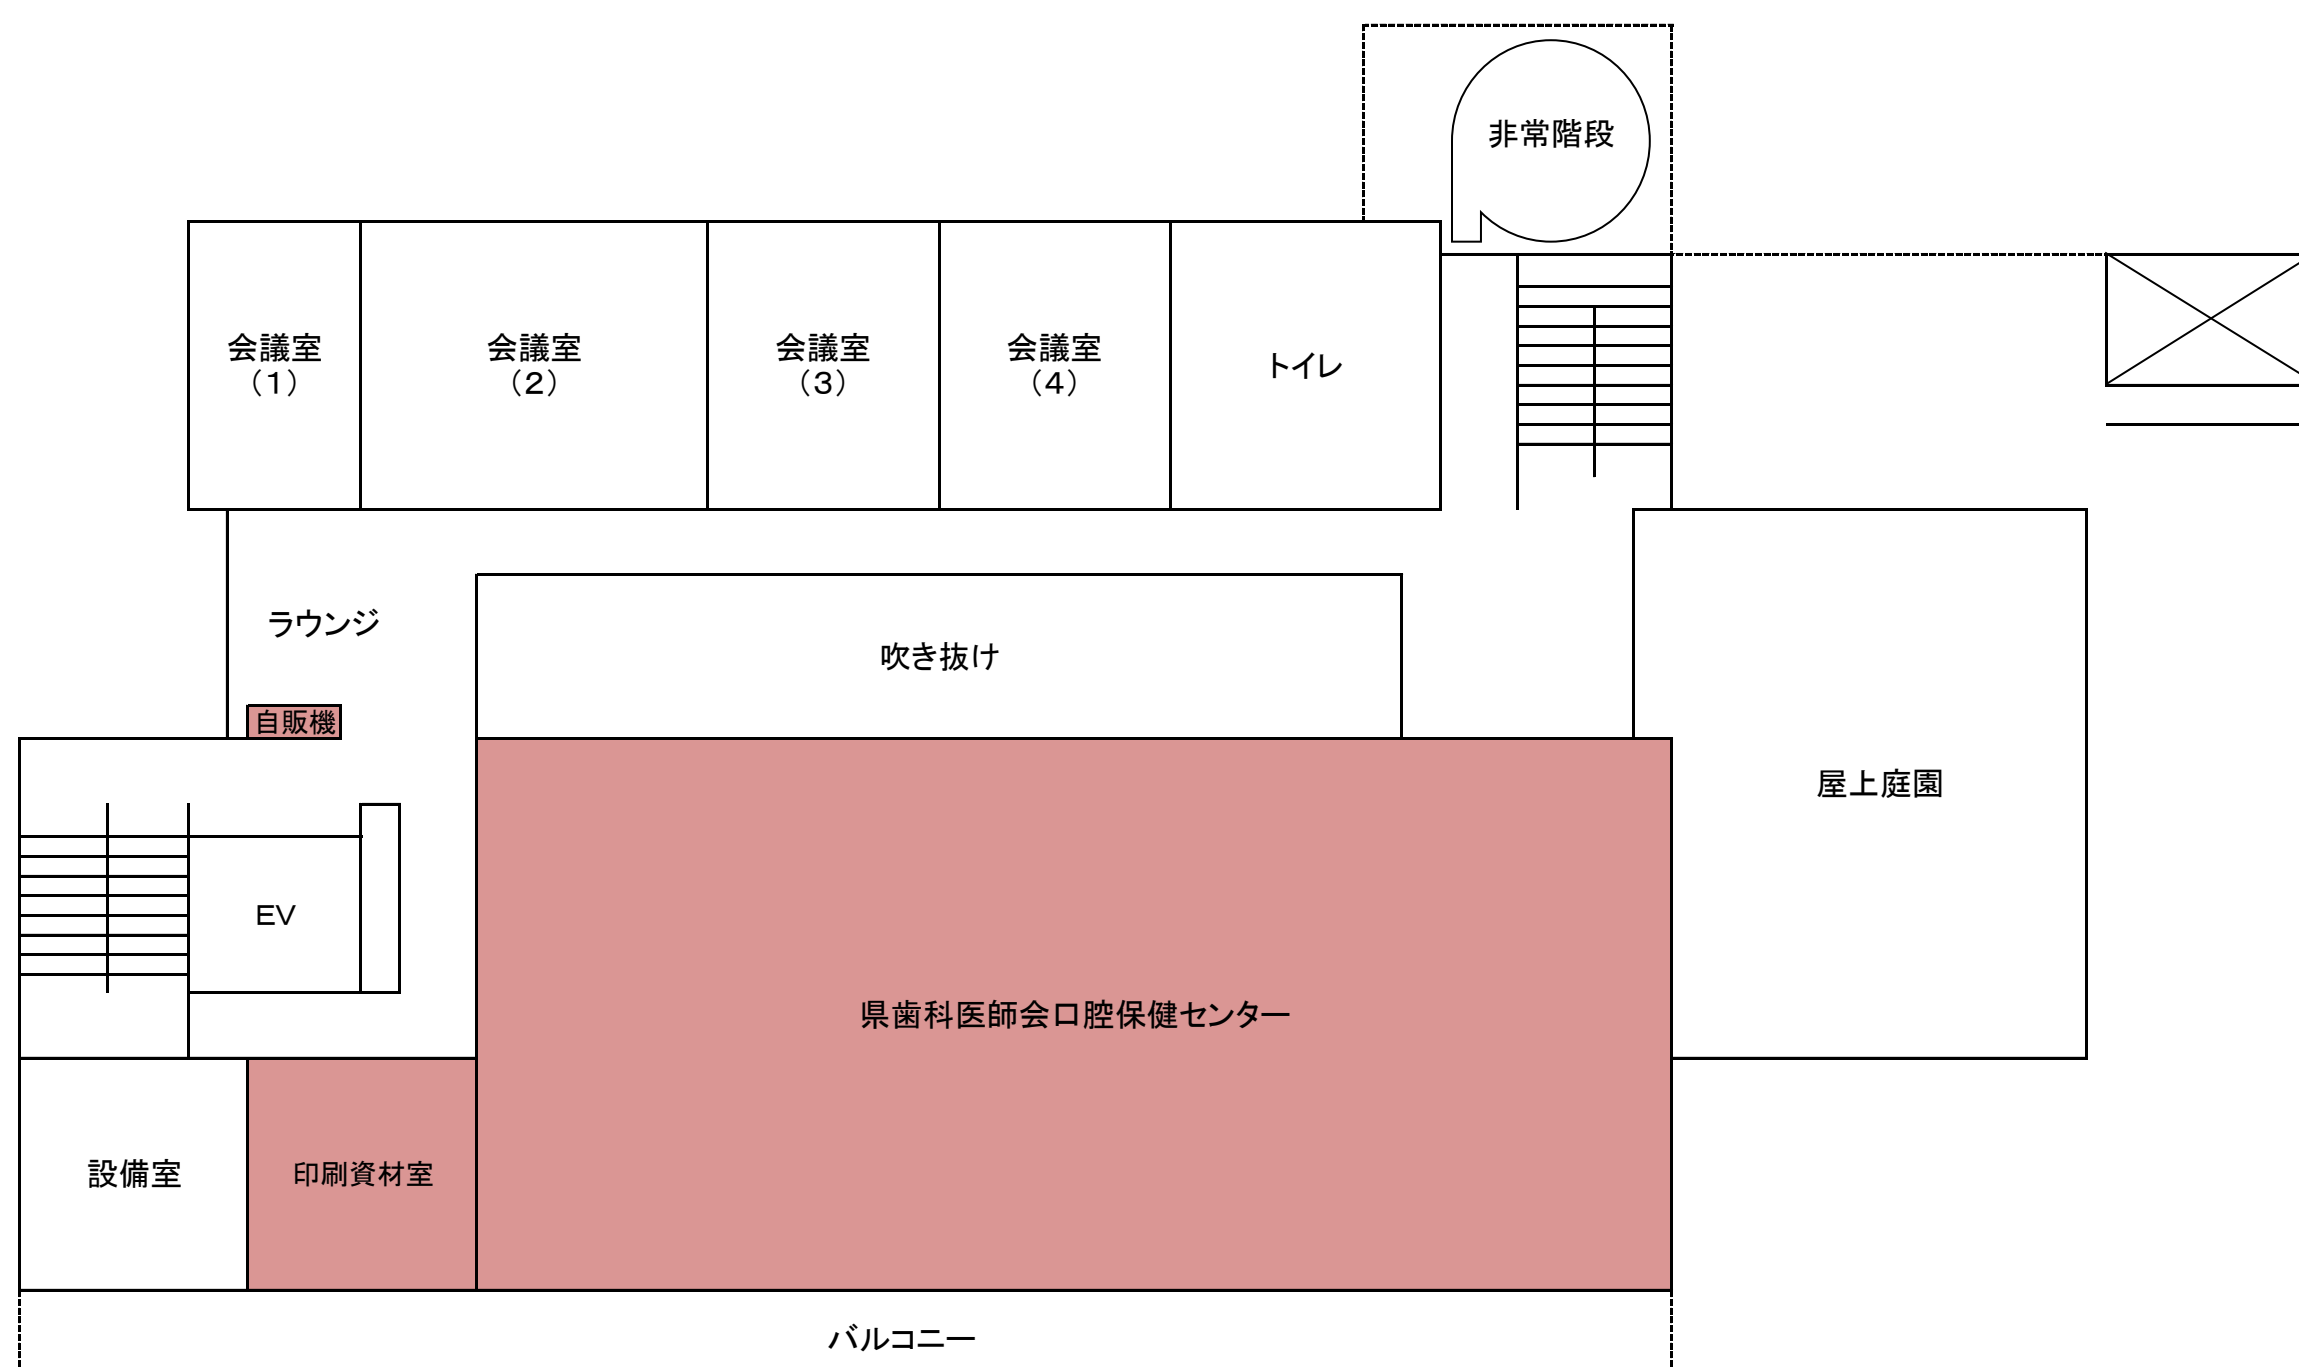 非常階段
会議室
（1）
会議室
（2）
会議室
（3）
会議室
（4）
トイレ
ラウンジ
吹き抜け
自販機
屋上庭園
EV
県歯科医師会口腔保健センター
設備室
印刷資材室
バルコニー